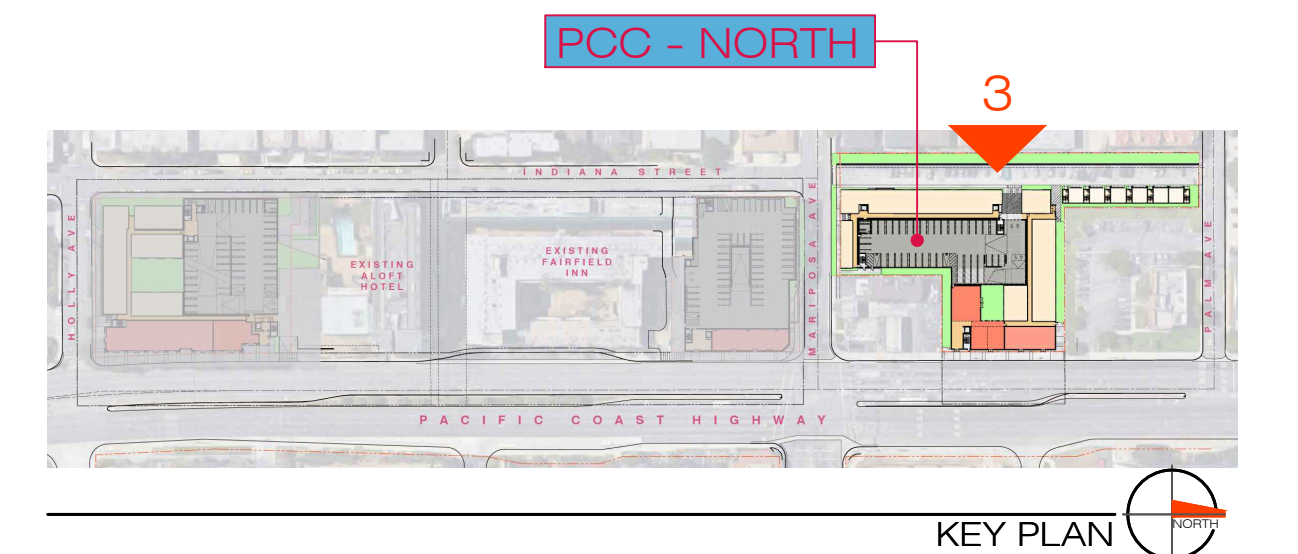 PCC - NORTH
3
INDIANA STREET
HOLLY AVE
EXISTING
ALOFT
HOTEL
EXISTING
FAIRFIELD
INN
MARIPOSA AVE
PALM AVE
PACIFIC COAST HIGHWAY
KEY PLAN
NORTH